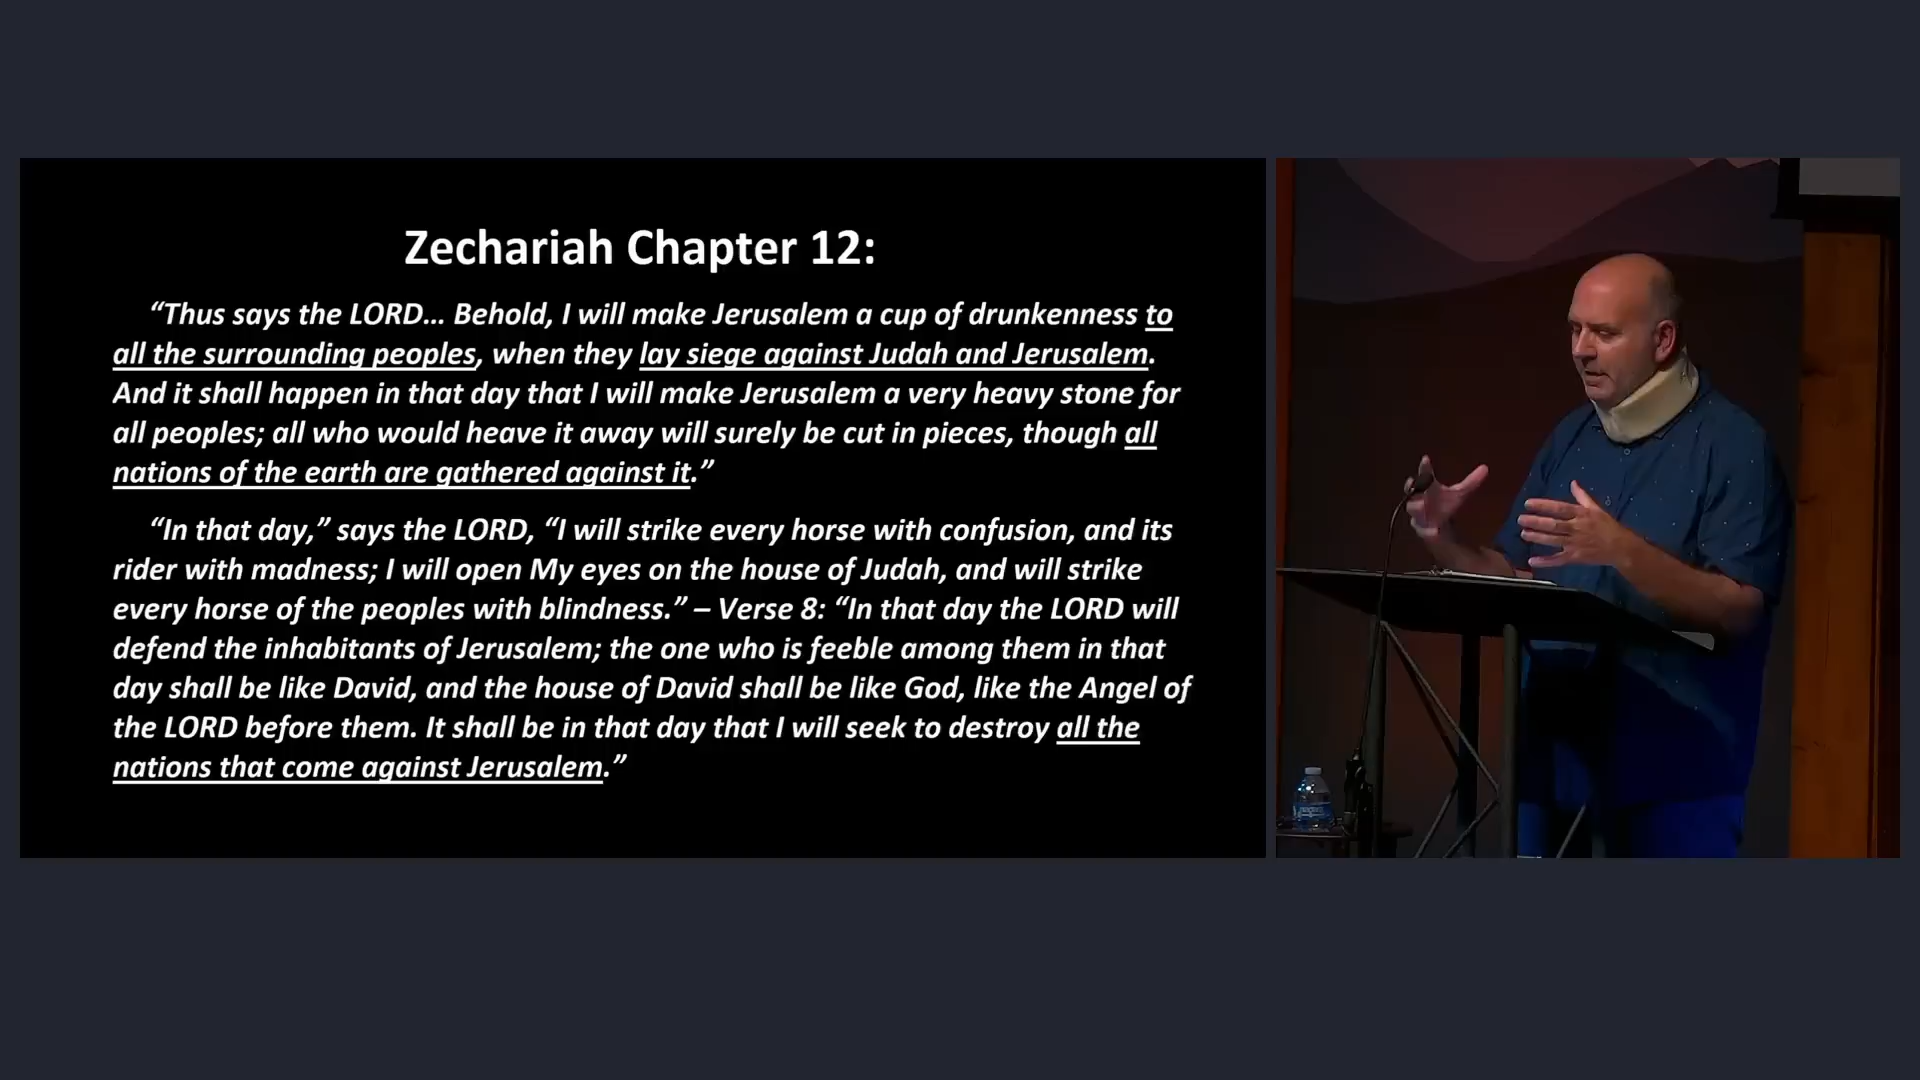 Zechariah Chapter 12:
“Thus says the LORD… Behold, I will make Jerusalem a cup of drunkenness to
all the surrounding peoples, when they lay siege against Judah and Jerusalem.
And it shall happen in that day that I will make Jerusalem a very heavy stone for
all peoples; all who would heave it away will surely be cut in pieces, though all
nations of the earth are gathered against it.”
“In that day,” says the LORD, “I will strike every horse with confusion, and its
rider with madness; I will open My eyes on the house of Judah, and will strike
every horse of the peoples with blindness.” – Verse 8: “In that day the LORD will
defend the inhabitants of Jerusalem; the one who is feeble among them in that
day shall be like David, and the house of David shall be like God, like the Angel of
the LORD before them. It shall be in that day that I will seek to destroy all the
nations that come against Jerusalem.”